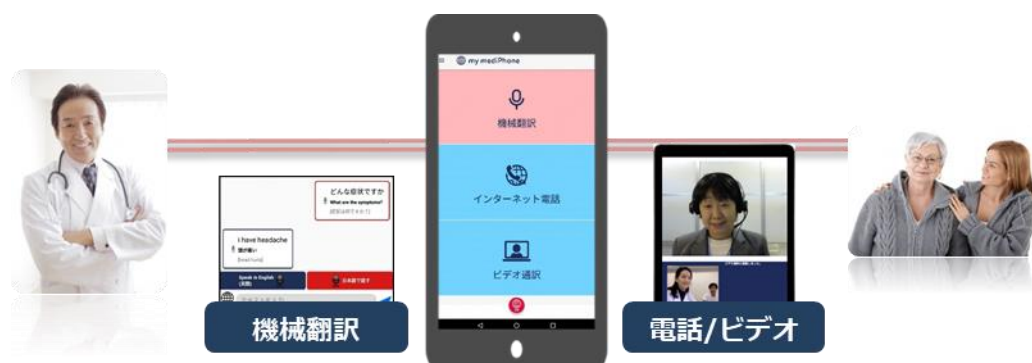 my mediPhone
機械翻訳
インターネット電話
ビデオ通訳
どんな症状ですか
What are the symptoms?
I have headache
頭が痛い
Speak in English
(英語)
日本語で話す
機械翻訳
電話/ビデオ